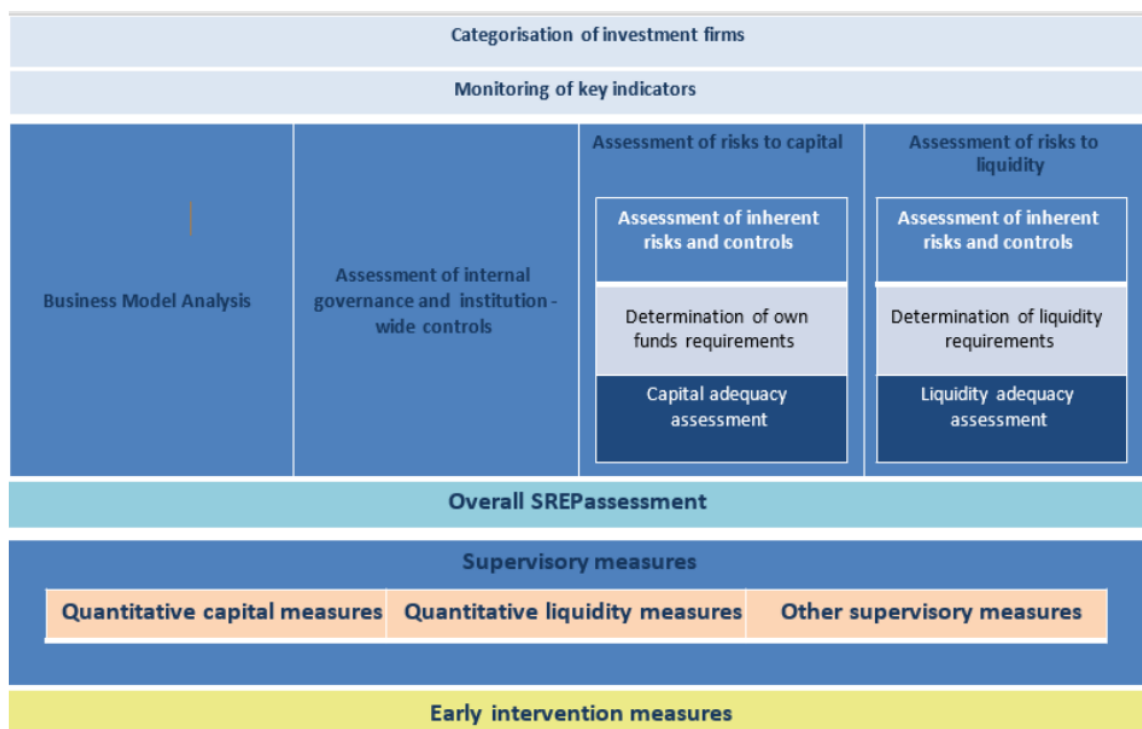 Categorisation of investment firms
Monitoring of key indicators
Business Model Analysis
Assessment of internal
governance and institution -
wide controls
Assessment of risks to capital
Assessment of inherent
risks and controls
Determination of own
funds requirements
Capital adequacy
assessment
Assessment of risks to
liquidity
Assessment of inherent
risks and controls
Determination of liquidity
requirements
Liquidity adequacy
assessment
Overall SREPassessment
Supervisory measures
Quantitative capital measures
Quantitative liquidity measures
Other supervisory measures
Early intervention measures